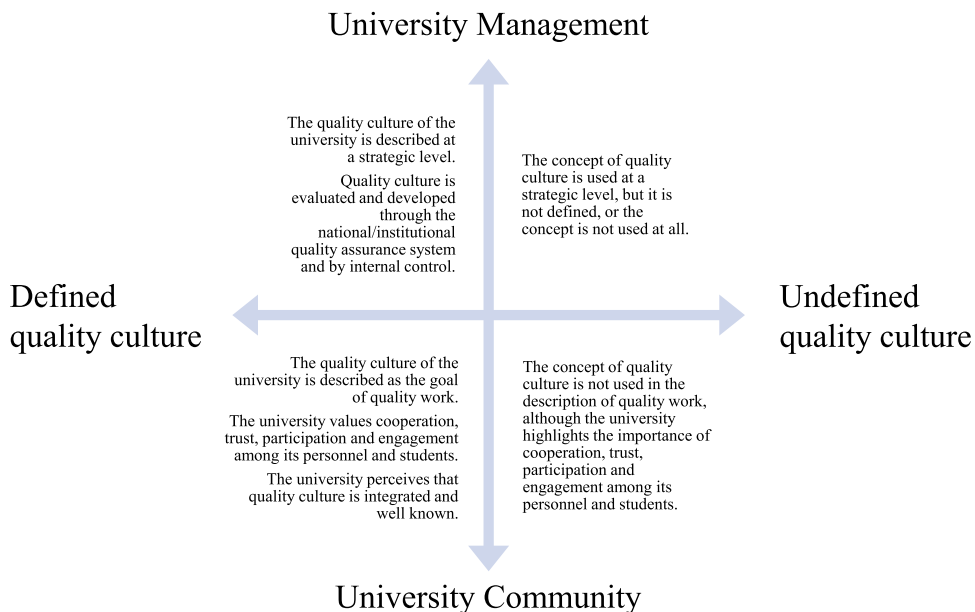 University Management
The quality culture of the
university is described at
a strategic level.
Quality culture is
evaluated and developed
through the
national/institutional
quality assurance system
and by internal control.
The concept of quality
culture is used at a
strategic level, but it is
not defined, or the
concept is not used at all.
Defined
quality culture
Undefined
quality culture
The quality culture of the
university is described as the goal
of quality work.
The university values cooperation,
trust, participation and engagement
among its personnel and students.
The university perceives that
quality culture is integrated and
well known.
The concept of quality
culture is not used in the
description of quality work,
although the university
highlights the importance of
cooperation, trust,
participation and
engagement among its
personnel and students.
University Community